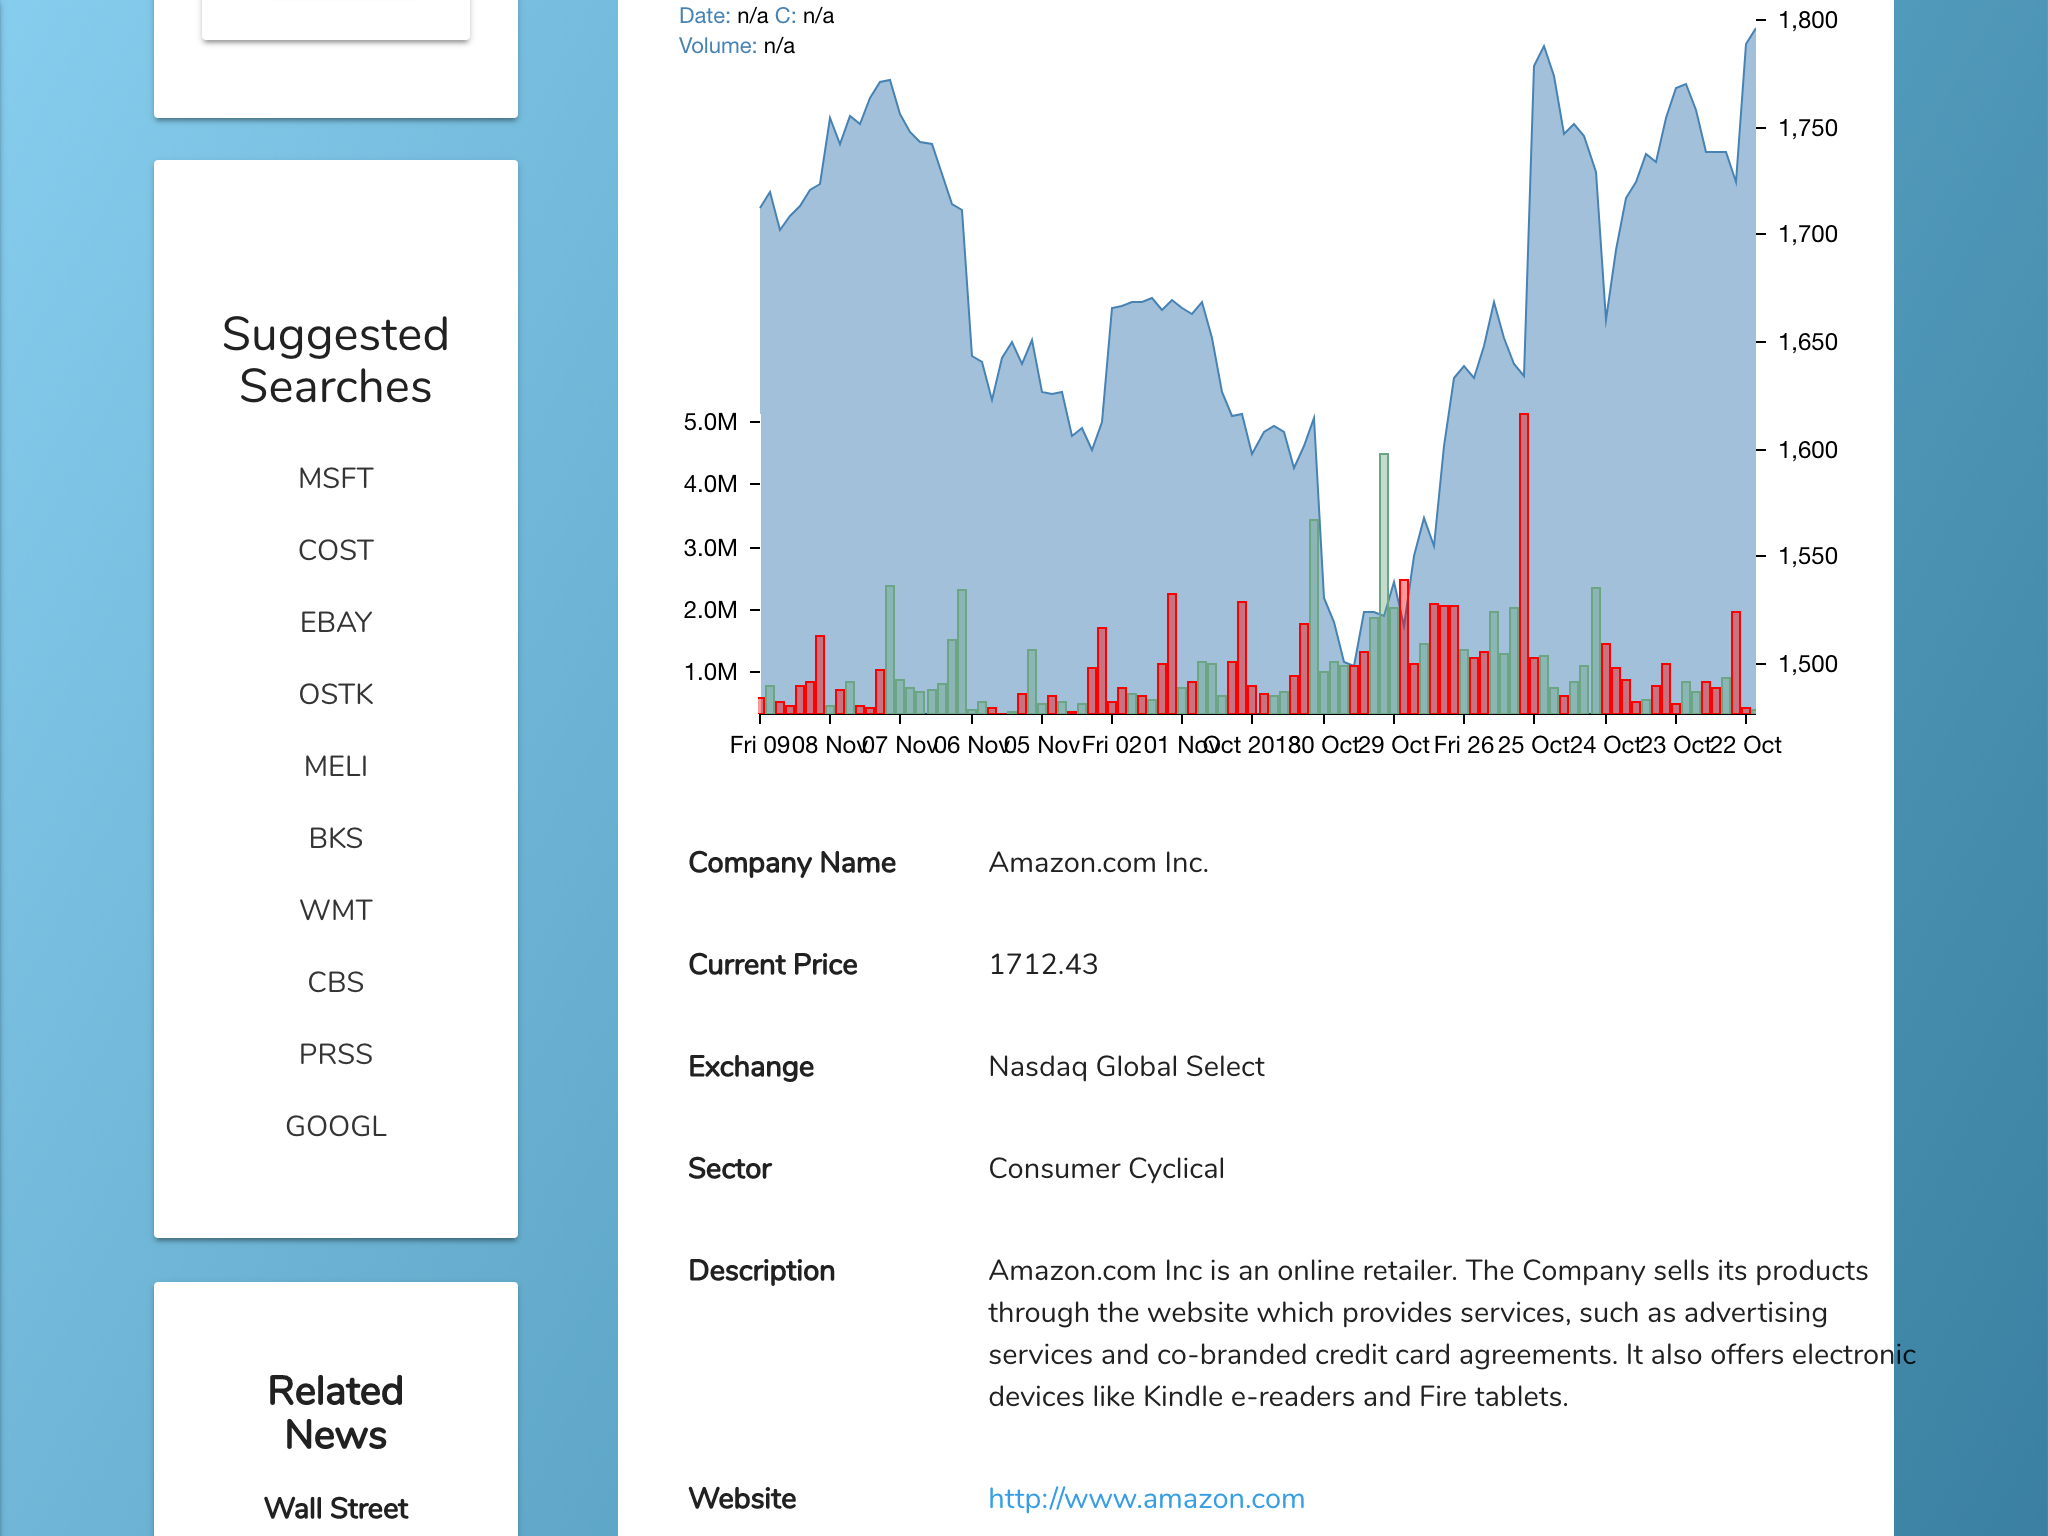 Suggested
Searches
MSFT
COST
EBAY
OSTK
MELI
BKS
WMT
CBS
PRSS
GOOGL
Related
News
Wall Street
Date: n/a C: n/a
Volume: n/a
1,800
1,750
1,700
1,650
1,600
1,550
1,500
5.0M
4.0M
3.0M
2.0M
1.0M
Fri 09 08 Nov 07 Nov 06 Nov 05 Nov Fri 02 01 Nov Oct 2018 30 Oct 29 Oct Fri 26 25 Oct 24 Oct 23 Oct 22 Oct
Company Name Amazon.com Inc.
Current Price 1712.43
Exchange Nasdaq Global Select
Sector Consumer Cyclical
Description Amazon.com Inc is an online retailer. The Company sells its products
through the website which provides services, such as advertising
services and co-branded credit card agreements. It also offers electronic
devices like Kindle e-readers and Fire tablets.
Website http://www.amazon.com